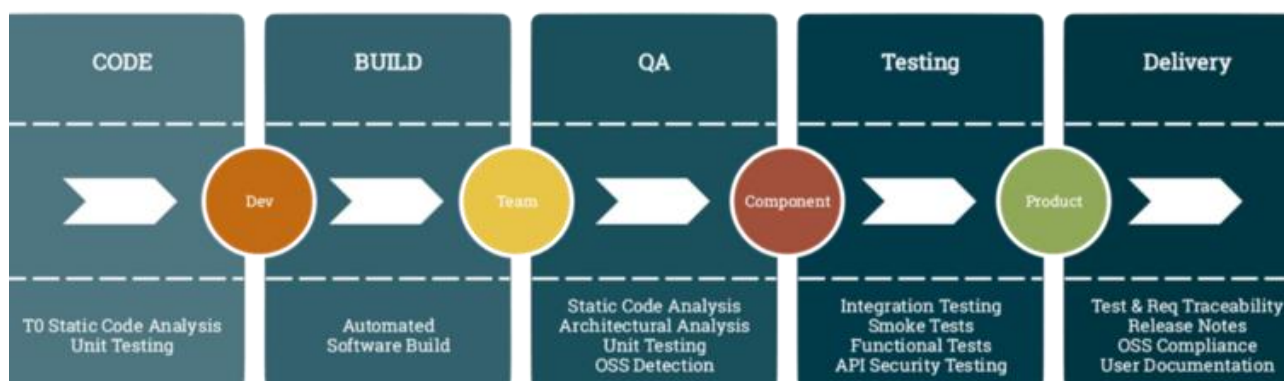 CODE
BUILD
QA
Testing
Delivery
Dev
Team
Component
Product
T0 Static Code Analysis
Unit Testing
Automated
Software Build
Static Code Analysis
Architectural Analysis
Unit Testing
OSS Detection
Integration Testing
Smoke Tests
Functional Tests
API Security Testing
Test & Req Traceability
Release Notes
OSS Compliance
User Documentation